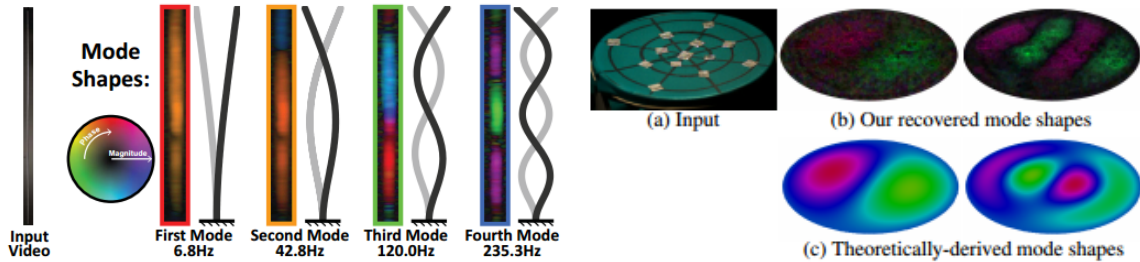 Mode
Shapes:
Phase
Magnitude
Input
Video
First Mode
6.8Hz
Second Mode
42.8Hz
Third Mode
120.0Hz
Fourth Mode
235.3Hz
(a) Input
(b) Our recovered mode shapes
(c) Theoretically-derived mode shapes